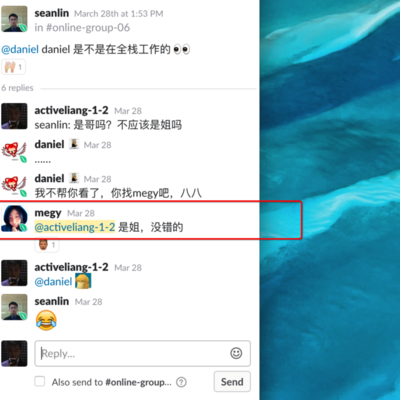 seanlin March 28th at 1:53 PM
in #online-group-06
@daniel daniel 是不是在全栈工作的
1
6 replies
activeliang-1-2 Mar 28
seanlin: 是哥吗？不应该是姐吗
daniel Mar 28
......
daniel Mar 28
我不帮你看了，你找megy吧，八八
megy Mar 28
@activeliang-1-2 是姐，没错的
1
activeliang-1-2 Mar 28
@daniel
seanlin Mar 28
Reply...
Also send to #online-group... ?
Send